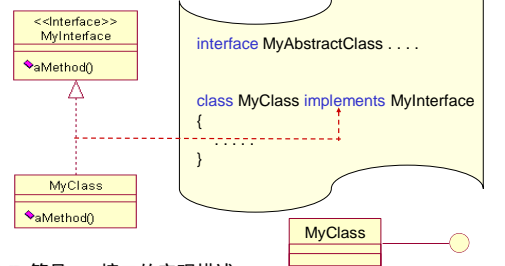 <<Interface>>
MyInterface
aMethod()
interface MyAbstractClass . . . .
class MyClass implements MyInterface
{
. . . . .
}
MyClass
aMethod()
MyClass